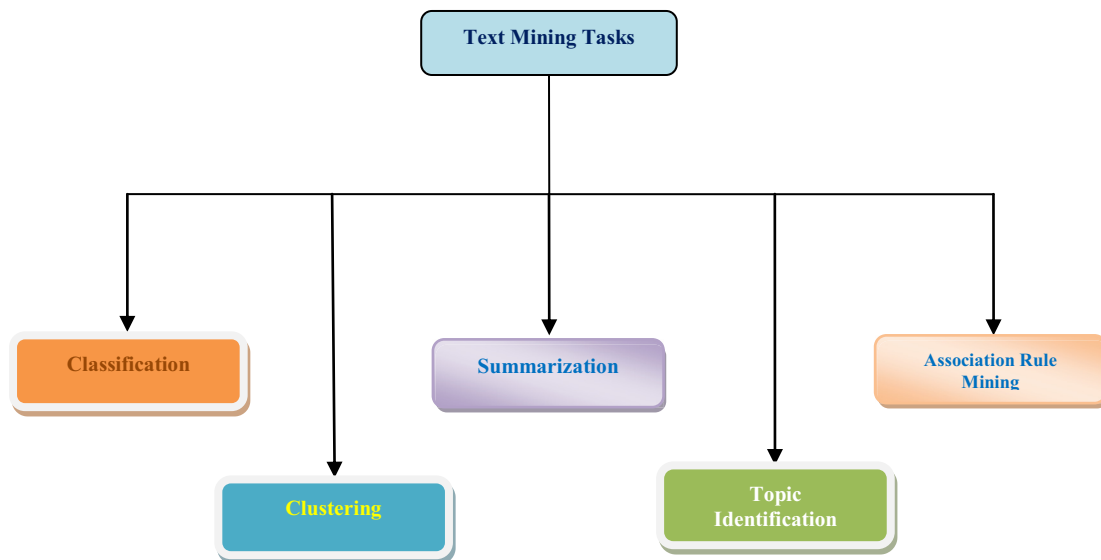 Text Mining Tasks
Classification
Summarization
Association Rule
Mining
Clustering
Topic
Identification